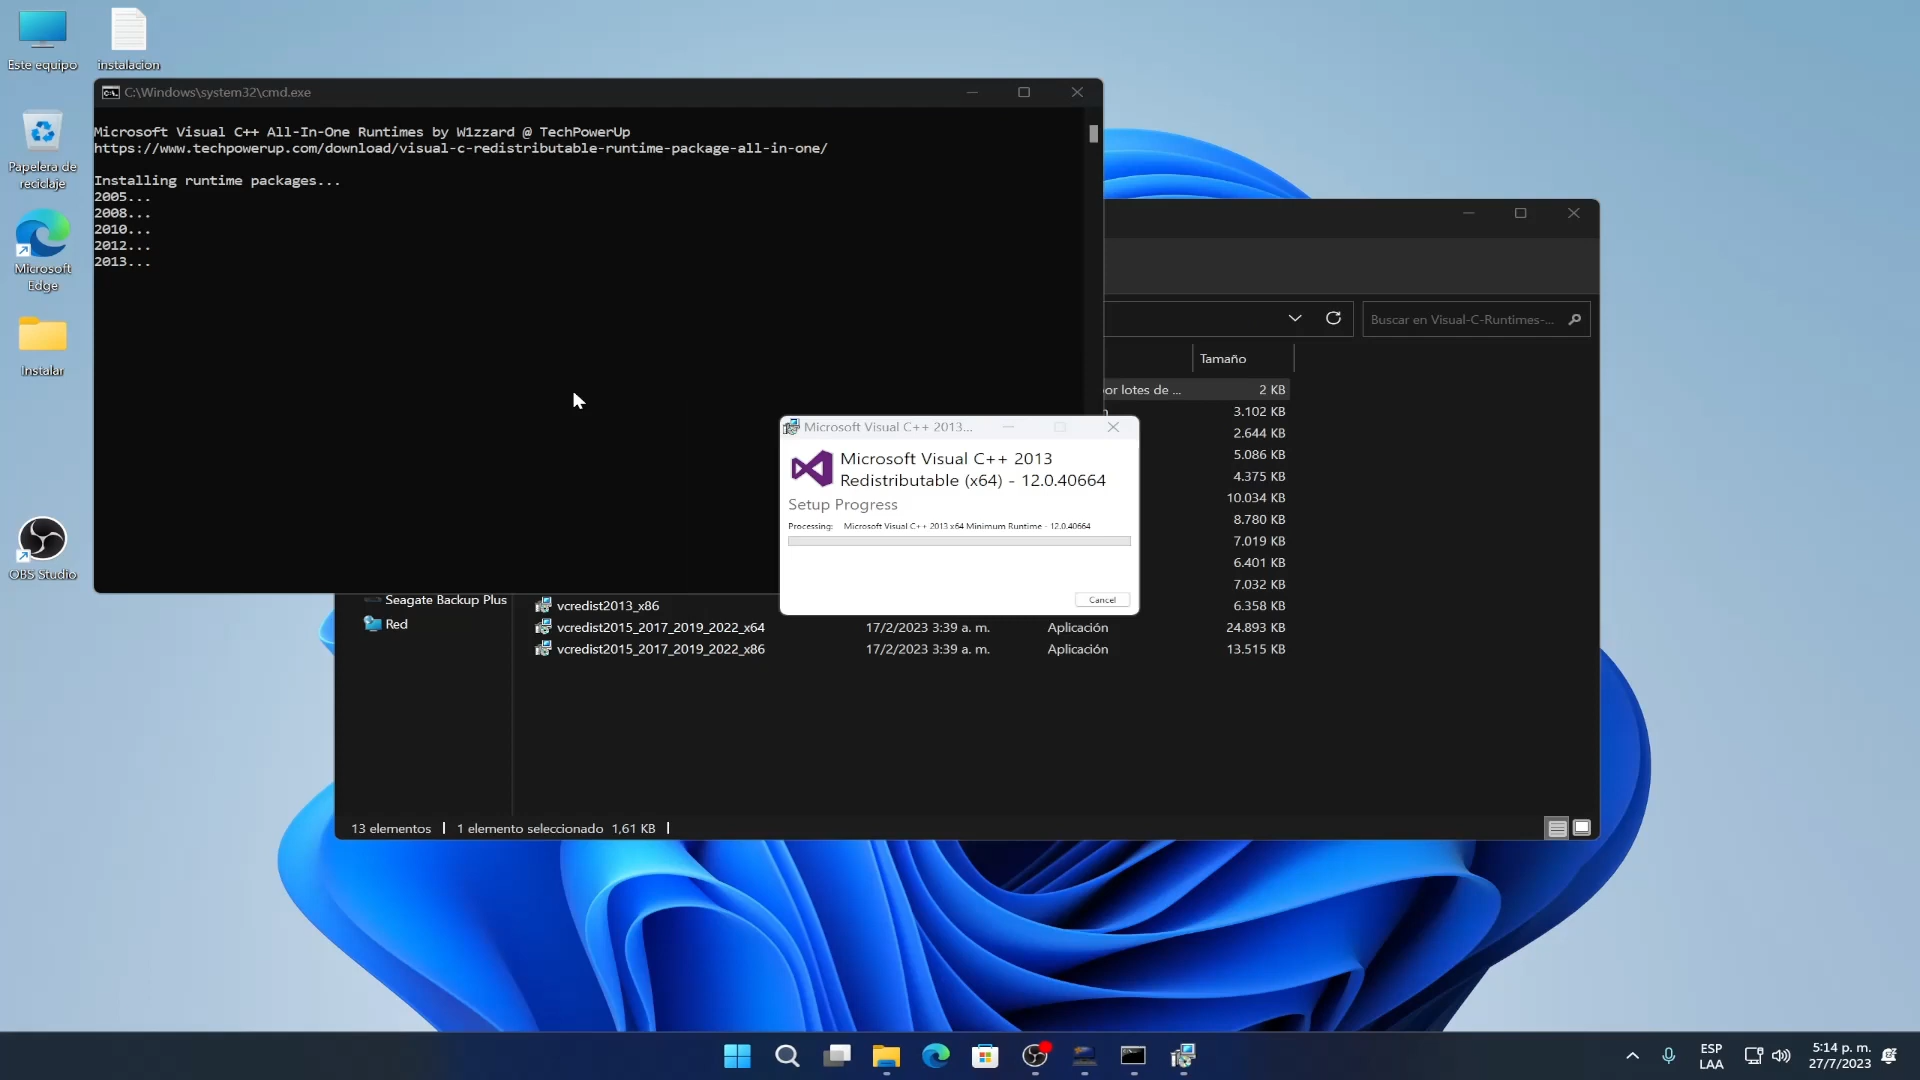 Este equipo
instalacion
Papelera de
reciclaje
Microsoft
Edge
Instalar
OBS Studio
C:\Windows\system32\cmd.exe
Microsoft Visual C++ All-In-One Runtimes by W1zzard @ TechPowerUp
https://www.techpowerup.com/download/visual-c-redistributable-runtime-package-all-in-one/
Installing runtime packages...
2005...
2008...
2010...
2012...
2013...
Buscar en Visual-C-Runtimes-...
Tamaño
or lotes de ... 2 KB
3.102 KB
2.644 KB
5.086 KB
4.375 KB
10.034 KB
8.780 KB
7.019 KB
6.401 KB
7.032 KB
6.358 KB
Microsoft Visual C++ 2013...
Microsoft Visual C++ 2013
Redistributable (x64) - 12.0.40664
Setup Progress
Processing: Microsoft Visual C++ 2013 x64 Minimum Runtime - 12.0.40664
Cancel
Seagate Backup Plus
Red
vcredist2013_x86
vcredist2015_2017_2019_2022_x64 17/2/2023 3:39 a. m. Aplicación 24.893 KB
vcredist2015_2017_2019_2022_x86 17/2/2023 3:39 a. m. Aplicación 13.515 KB
13 elementos 1 elemento seleccionado 1,61 KB
ESP
LAA
5:14 p. m.
27/7/2023